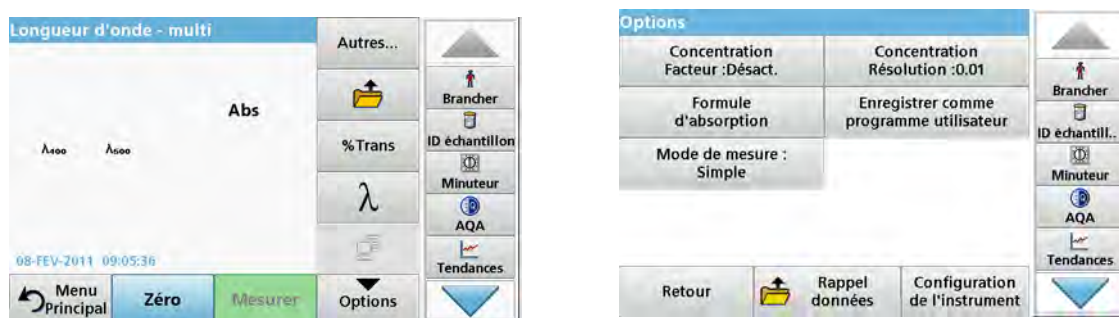 Longueur d'onde - multi
Autres...
Abs
%Trans
λ400 λ500
λ
08-FEV-2011 09:05:36
Menu
Principal
Zéro
Mesurer
Options
Brancher
ID échantillon
Minuteur
AQA
Tendances
Options
Concentration
Facteur :Désact.
Concentration
Résolution :0.01
Formule
d'absorption
Enregistrer comme
programme utilisateur
Mode de mesure :
Simple
Retour
Rappel
données
Configuration
de l'instrument
Brancher
ID échantill..
Minuteur
AQA
Tendances